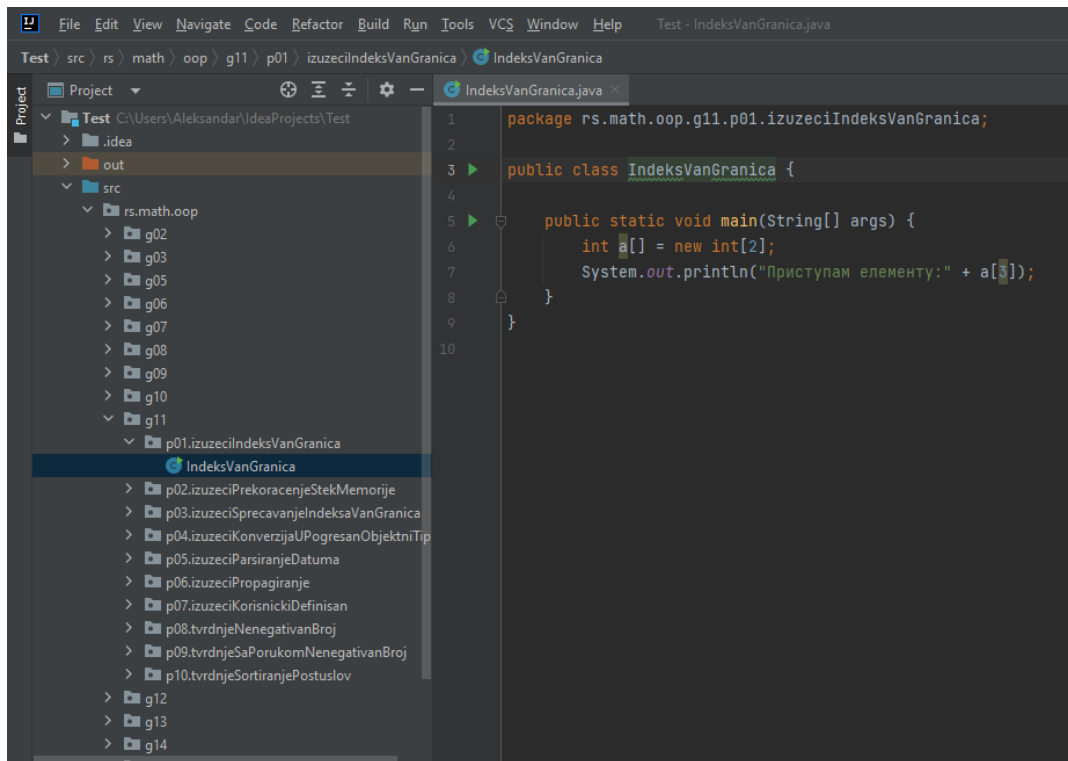 IJ File Edit View Navigate Code Refactor Build Run Tools VCS Window Help Test - IndeksVanGranica.java
Test 〉 src 〉 rs 〉 math 〉 oop 〉 g11 〉 p01 〉 izuzeciIndeksVanGranica 〉 IndeksVanGranica
Project
Project
Test C:\Users\Aleksandar\IdeaProjects\Test
.idea
out
src
rs.math.oop
g02
g03
g05
g06
g07
g08
g09
g10
g11
p01.izuzeciIndeksVanGranica
IndeksVanGranica
p02.izuzeciPrekoracenjeStekMemorije
p03.izuzeciSprecavanjeIndeksaVanGranica
p04.izuzeciKonverzijaUPogresanObjektniTip
p05.izuzeciParsiranjeDatuma
p06.izuzeciPropagiranje
p07.izuzeciKorisnickiDefinisan
p08.tvrdnjeNenegativanBroj
p09.tvrdnjeSaPorukomNenegativanBroj
p10.tvrdnjeSortiranjePostuslov
g12
g13
g14
IndeksVanGranica.java
1 package rs.math.oop.g11.p01.izuzeciIndeksVanGranica;
2
3 public class IndeksVanGranica {
4
5 public static void main(String[] args) {
6 int a[] = new int[2];
7 System.out.println("Приступам елементу:" + a[3]);
8 }
9 }
10